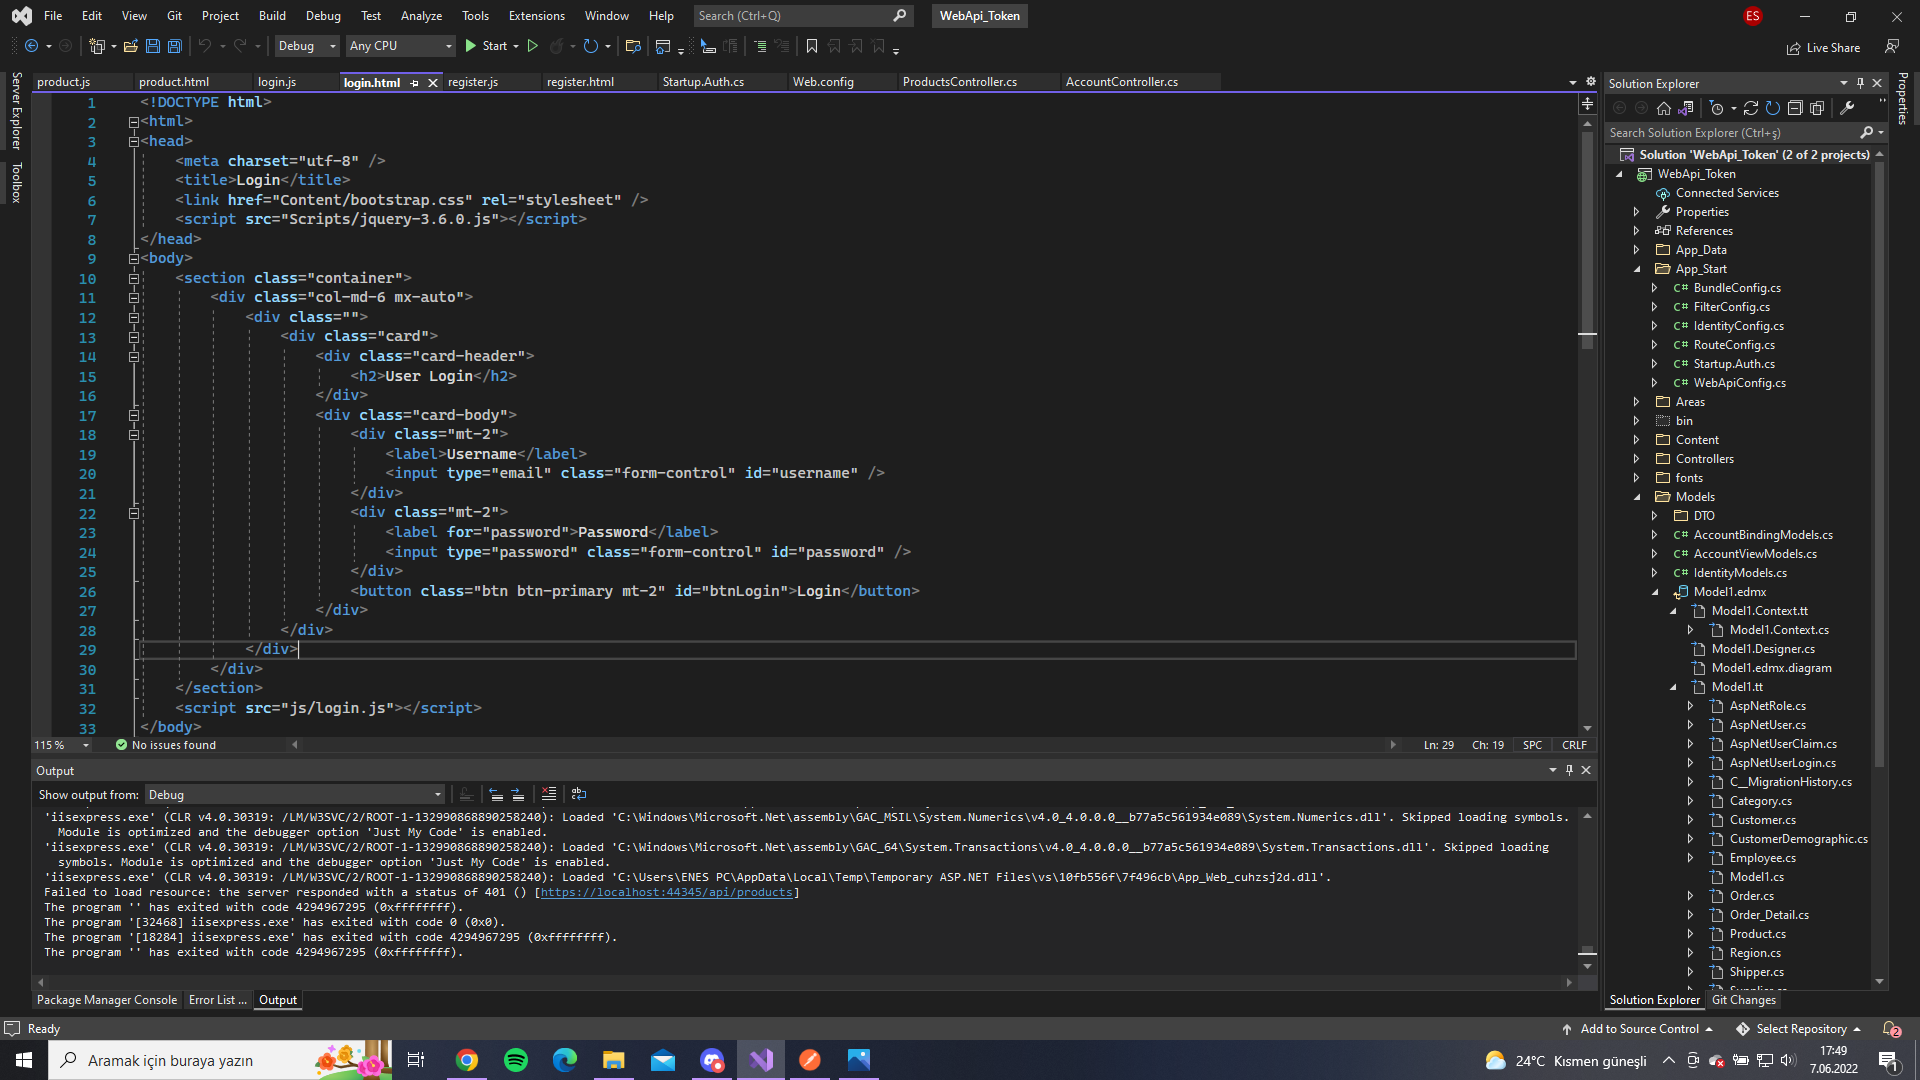 File Edit View Git Project Build Debug Test Analyze Tools Extensions Window Help Search (Ctrl+Q) WebApi_Token ES
Debug Any CPU Start Live Share
product.js product.html login.js login.html register.js register.html Startup.Auth.cs Web.config ProductsController.cs AccountController.cs
Server Explorer
Toolbox
1 <!DOCTYPE html>
2 <html>
3 <head>
4 <meta charset="utf-8" />
5 <title>Login</title>
6 <link href="Content/bootstrap.css" rel="stylesheet" />
7 <script src="Scripts/jquery-3.6.0.js"></script>
8 </head>
9 <body>
10 <section class="container">
11 <div class="col-md-6 mx-auto">
12 <div class="">
13 <div class="card">
14 <div class="card-header">
15 <h2>User Login</h2>
16 </div>
17 <div class="card-body">
18 <div class="mt-2">
19 <label>Username</label>
20 <input type="email" class="form-control" id="username" />
21 </div>
22 <div class="mt-2">
23 <label for="password">Password</label>
24 <input type="password" class="form-control" id="password" />
25 </div>
26 <button class="btn btn-primary mt-2" id="btnLogin">Login</button>
27 </div>
28 </div>
29 </div>
30 </div>
31 </section>
32 <script src="js/login.js"></script>
33 </body>
115 % No issues found Ln: 29 Ch: 19 SPC CRLF
Output
Show output from: Debug
'iisexpress.exe' (CLR v4.0.30319: /LM/W3SVC/2/ROOT-1-132990868890258240): Loaded 'C:\Windows\Microsoft.Net\assembly\GAC_MSIL\System.Numerics\v4.0_4.0.0.0__b77a5c561934e089\System.Numerics.dll'. Skipped loading symbols.
Module is optimized and the debugger option 'Just My Code' is enabled.
'iisexpress.exe' (CLR v4.0.30319: /LM/W3SVC/2/ROOT-1-132990868890258240): Loaded 'C:\Windows\Microsoft.Net\assembly\GAC_64\System.Transactions\v4.0_4.0.0.0__b77a5c561934e089\System.Transactions.dll'. Skipped loading
symbols. Module is optimized and the debugger option 'Just My Code' is enabled.
'iisexpress.exe' (CLR v4.0.30319: /LM/W3SVC/2/ROOT-1-132990868890258240): Loaded 'C:\Users\ENES PC\AppData\Local\Temp\Temporary ASP.NET Files\vs\10fb556f\7f496cb\App_Web_cuhzsj2d.dll'.
Failed to load resource: the server responded with a status of 401 () [https://localhost:44345/api/products]
The program '' has exited with code 4294967295 (0xffffffff).
The program '[32468] iisexpress.exe' has exited with code 0 (0x0).
The program '[18284] iisexpress.exe' has exited with code 4294967295 (0xffffffff).
The program '' has exited with code 4294967295 (0xffffffff).
Package Manager Console Error List ... Output
Solution Explorer
Search Solution Explorer (Ctrl+ş)
Solution 'WebApi_Token' (2 of 2 projects)
WebApi_Token
Connected Services
Properties
References
App_Data
App_Start
C# BundleConfig.cs
C# FilterConfig.cs
C# IdentityConfig.cs
C# RouteConfig.cs
C# Startup.Auth.cs
C# WebApiConfig.cs
Areas
bin
Content
Controllers
fonts
Models
DTO
C# AccountBindingModels.cs
C# AccountViewModels.cs
C# IdentityModels.cs
Model1.edmx
Model1.Context.tt
Model1.Context.cs
Model1.Designer.cs
Model1.edmx.diagram
Model1.tt
AspNetRole.cs
AspNetUser.cs
AspNetUserClaim.cs
AspNetUserLogin.cs
C__MigrationHistory.cs
Category.cs
Customer.cs
CustomerDemographic.cs
Employee.cs
Model1.cs
Order.cs
Order_Detail.cs
Product.cs
Region.cs
Shipper.cs
Solution Explorer Git Changes
Properties
Ready Add to Source Control Select Repository 2
Aramak için buraya yazın 24°C Kısmen güneşli 17:49
7.06.2022 1